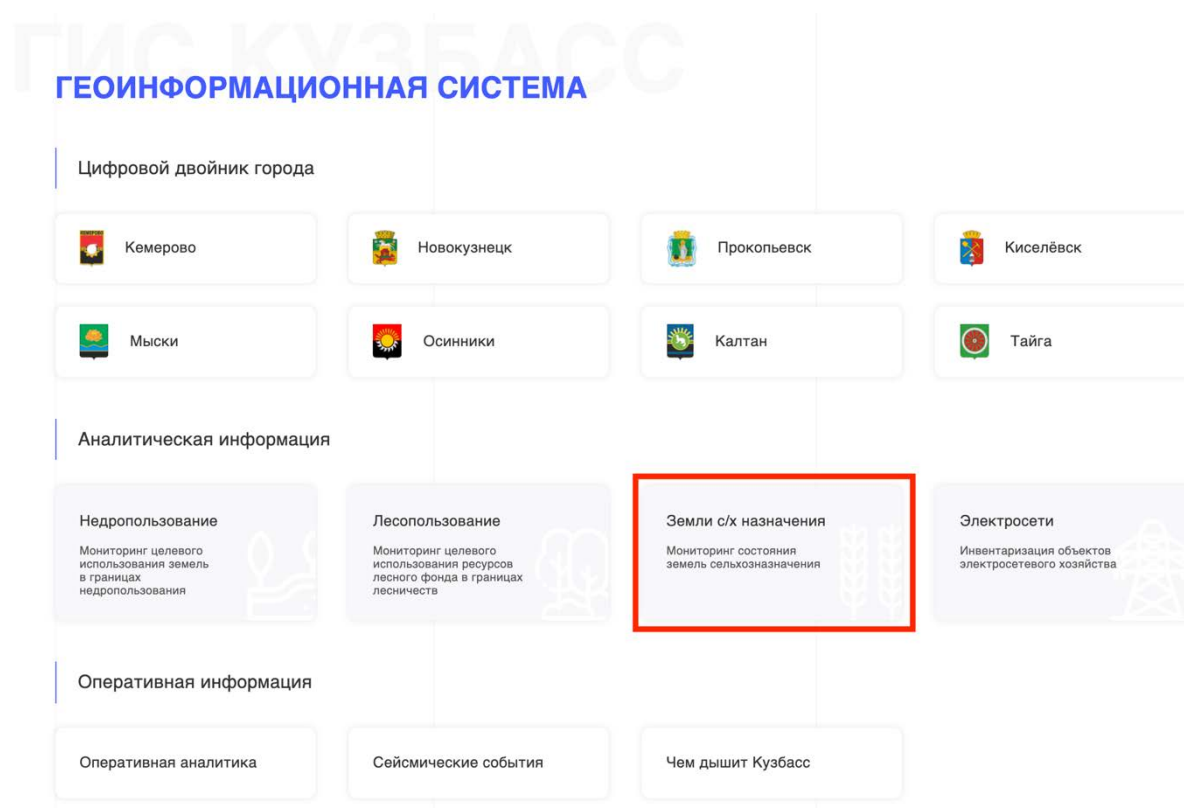 ГИС КУЗБАСС
ГЕОИНФОРМАЦИОННАЯ СИСТЕМА
Цифровой двойник города
Кемерово
Новокузнецк
Прокопьевск
Киселёвск
Мыски
Осинники
Калтан
Тайга
Аналитическая информация
Недропользование
Мониторинг целевого
использования земель
в границах
недропользования
Лесопользование
Мониторинг целевого
использования ресурсов
лесного фонда в границах
лесничеств
Земли с/х назначения
Мониторинг состояния
земель сельхозназначения
Электросети
Инвентаризация объектов
электросетевого хозяйства
Оперативная информация
Оперативная аналитика
Сейсмические события
Чем дышит Кузбасс